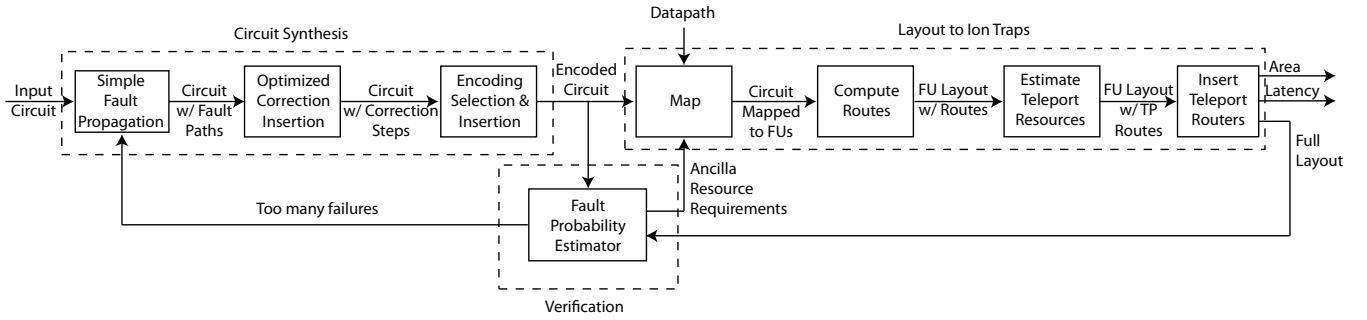 Datapath
Circuit Synthesis
Layout to Ion Traps
Input
Circuit
Simple
Fault
Propagation
Circuit
w/ Fault
Paths
Optimized
Correction
Insertion
Circuit
w/ Correction
Steps
Encoding
Selection &
Insertion
Encoded
Circuit
Map
Circuit
Mapped
to FUs
Compute
Routes
FU Layout
w/ Routes
Estimate
Teleport
Resources
FU Layout
w/ TP
Routes
Insert
Teleport
Routers
Area
Latency
Full
Layout
Ancilla
Resource
Requirements
Too many failures
Fault
Probability
Estimator
Verification